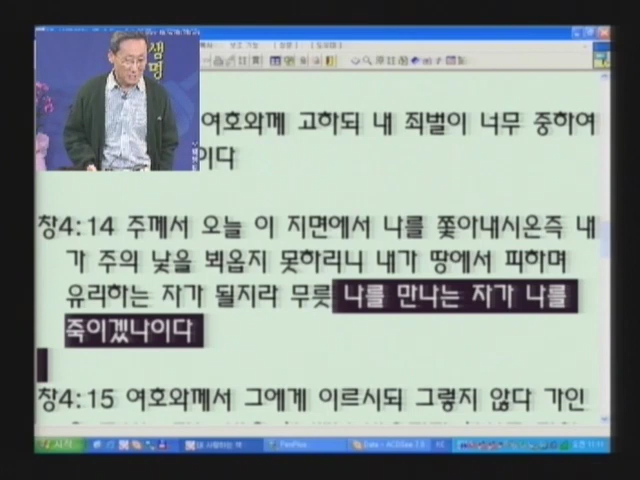 생명
여호와께 고하되 내 죄벌이 너무 중하여
이다
창4:14 주께서 오늘 이 지면에서 나를 쫓아내시온즉 내
가 주의 낯을 뵈옵지 못하리니 내가 땅에서 피하며
유리하는 자가 될지라 무릇 나를 만나는 자가 나를
죽이겠나이다
창4:15 여호와께서 그에게 이르시되 그렇지 않다 가인
시작